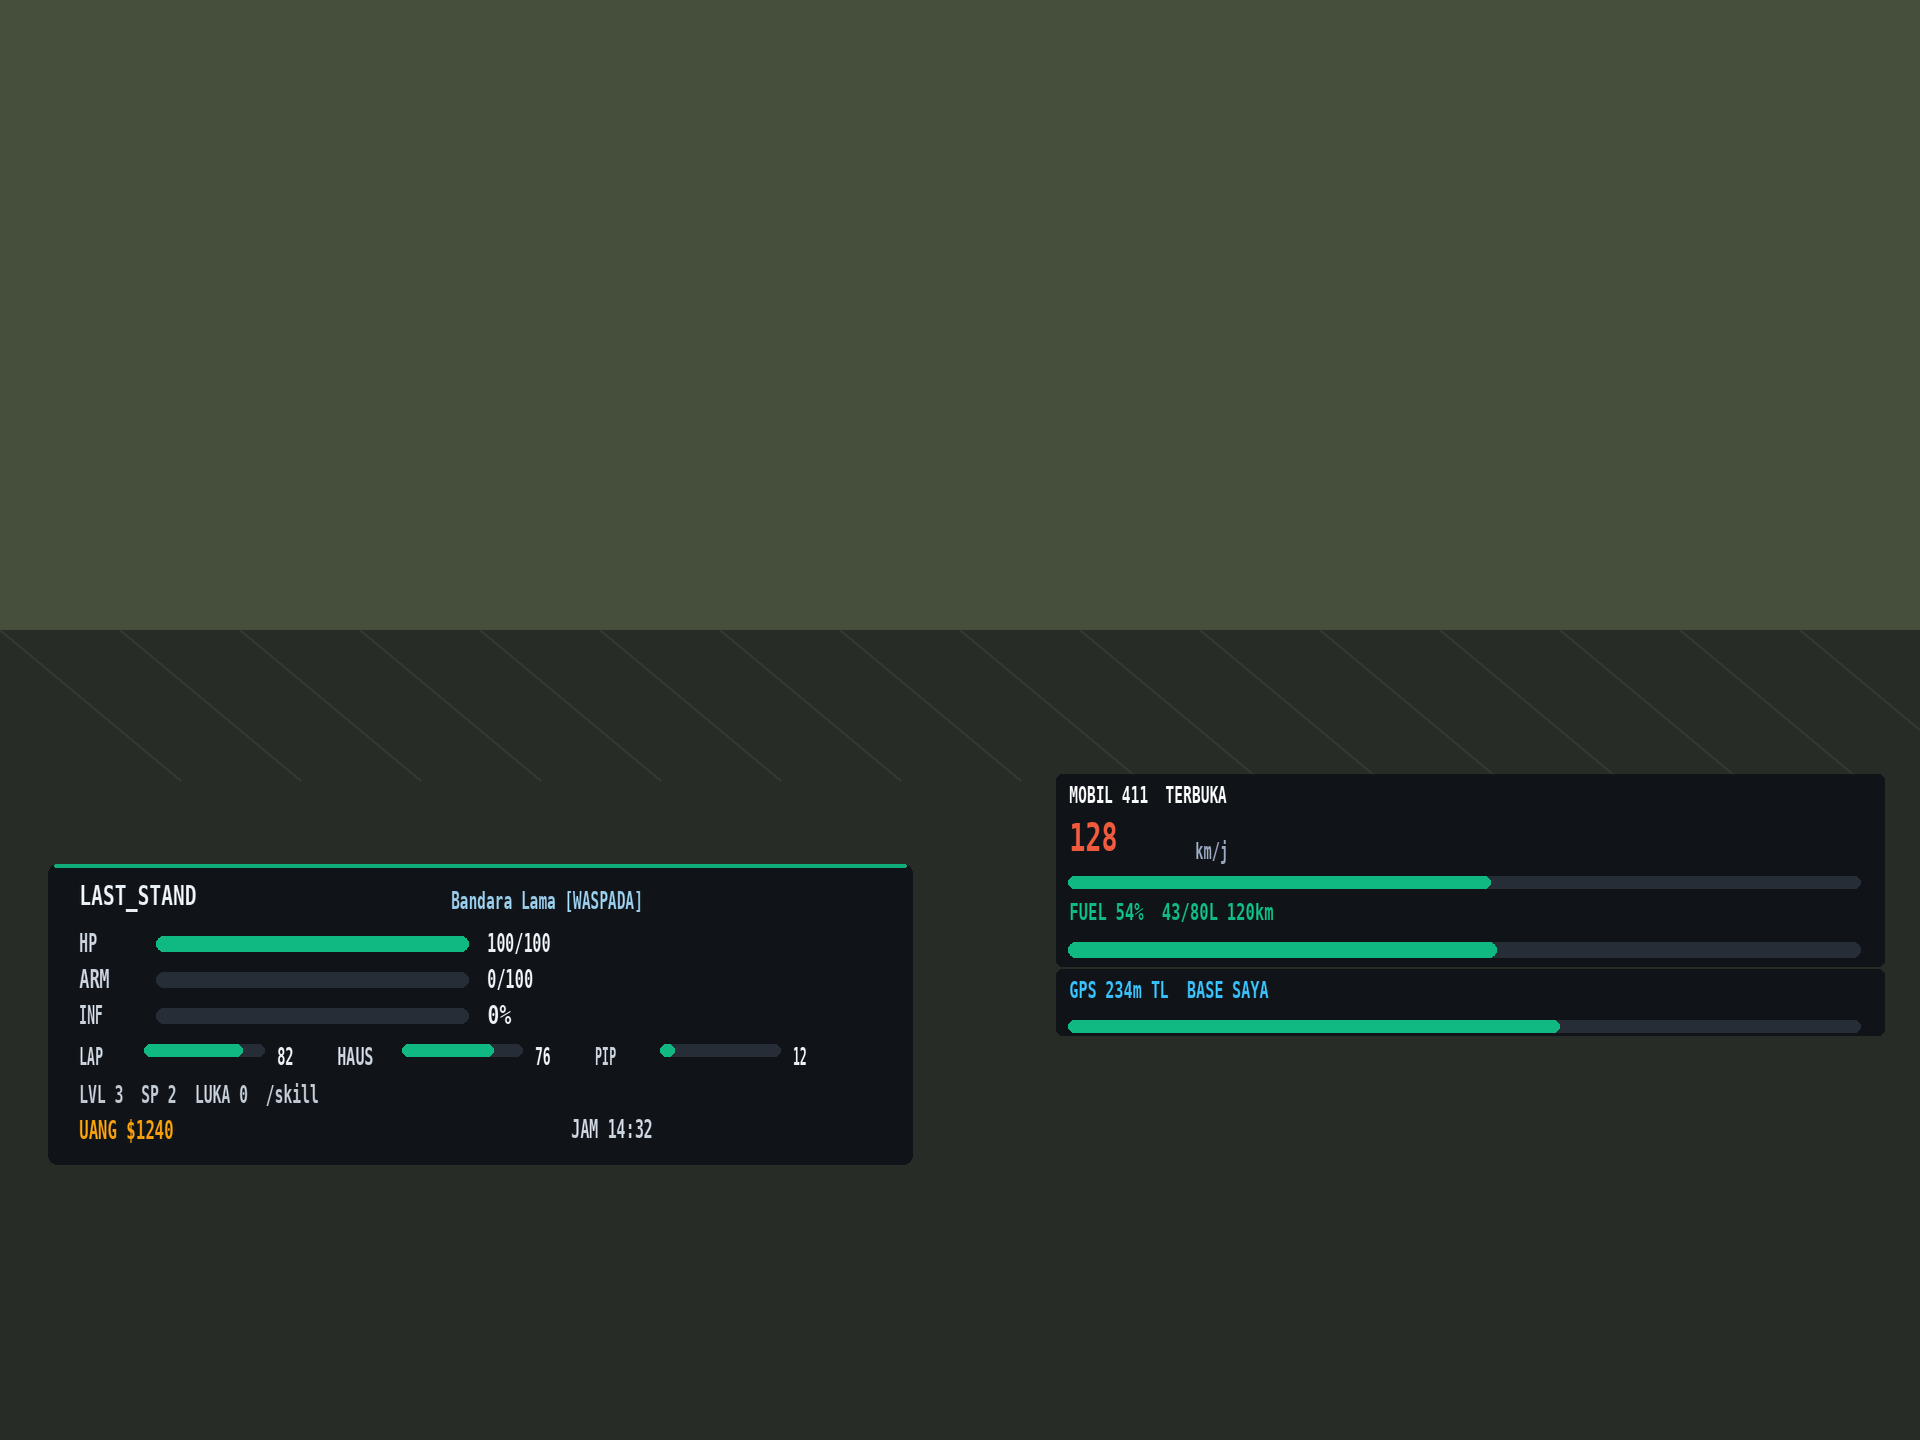 LAST_STAND Bandara Lama [WASPADA]
HP 100/100
ARM 0/100
INF 0%
LAP 82 HAUS 76 PIP 12
LVL 3 SP 2 LUKA 0 /skill
UANG $1240 JAM 14:32
MOBIL 411 TERBUKA
128 km/j
FUEL 54% 43/80L 120km
GPS 234m TL BASE SAYA